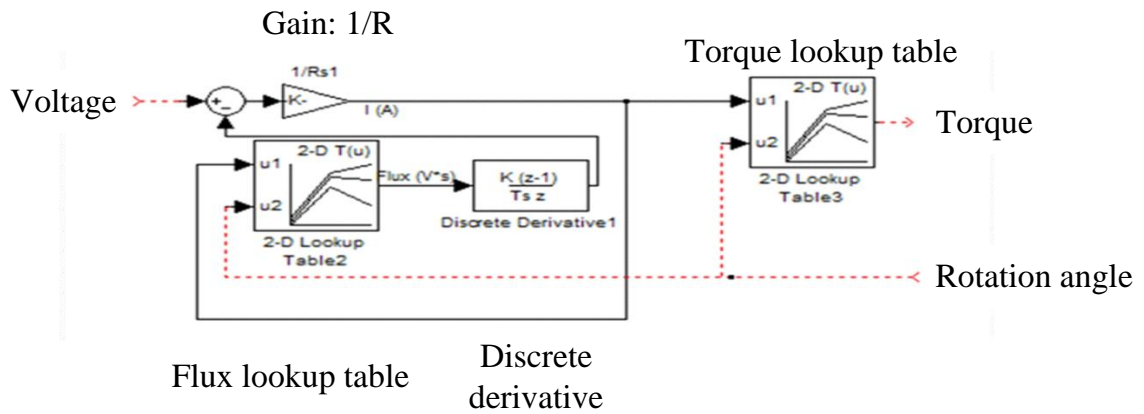 Gain: 1/R
Torque lookup table
1/Rs1
2-D T(u)
Voltage
+
-
K-
I (A)
u1
u2
Torque
2-D Lookup
Table3
2-D T(u)
u1
u2
Flux (V*s)
K (z-1)
Ts z
Discrete Derivative1
2-D Lookup
Table2
Rotation angle
Flux lookup table
Discrete
derivative